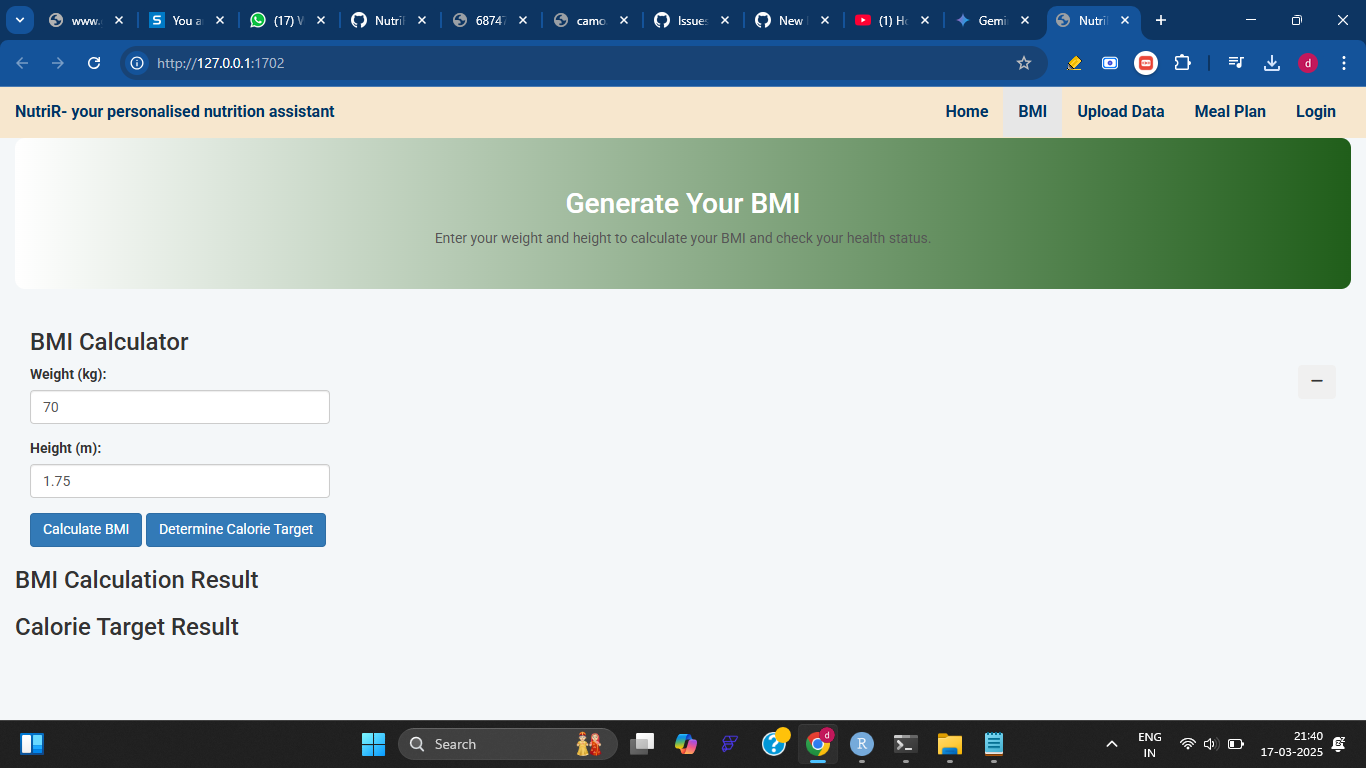 www.
You a
(17) W
Nutri
6874
camo.
Issues
New
(1) Ho
Gemi
Nutri
http://127.0.0.1:1702
d
NutriR- your personalised nutrition assistant
Home
BMI
Upload Data
Meal Plan
Login
Generate Your BMI
Enter your weight and height to calculate your BMI and check your health status.
BMI Calculator
Weight (kg):
70
Height (m):
1.75
Calculate BMI
Determine Calorie Target
BMI Calculation Result
Calorie Target Result
Search
d
R
ENG
IN
21:40
17-03-2025